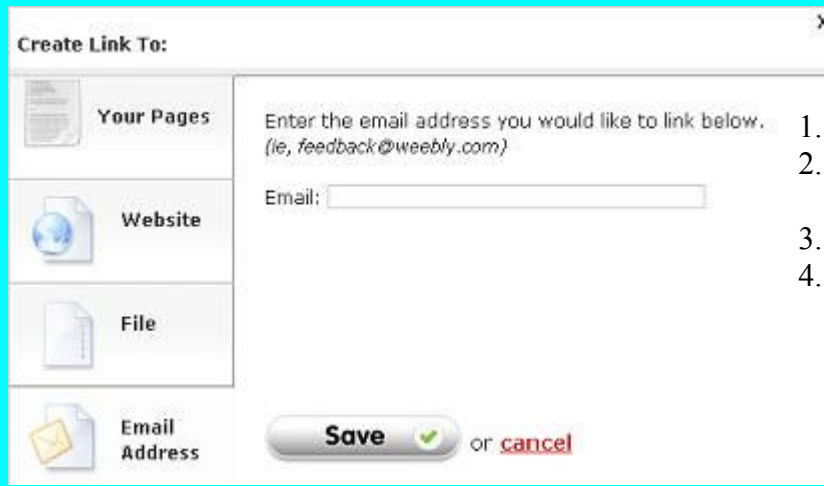 x
Create Link To:
Your Pages
Website
File
Email
Address
Enter the email address you would like to link below.
(ie, feedback@weebly.com)
Email:
Save or cancel
1.
2.
3.
4.